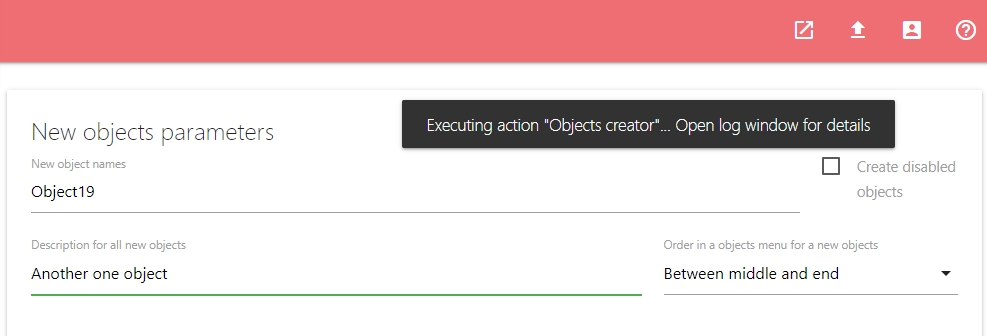 Executing action "Objects creator"... Open log window for details
New objects parameters
New object names
Object19
Create disabled
objects
Description for all new objects
Another one object
Order in a objects menu for a new objects
Between middle and end